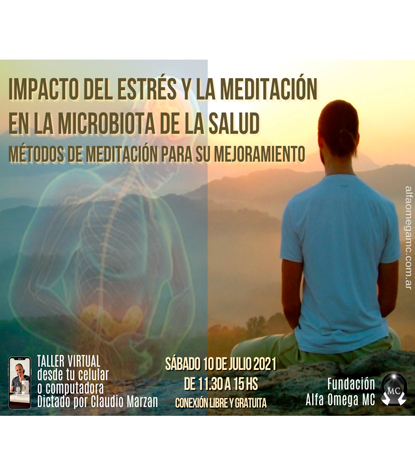 IMPACTO DEL ESTRÉS Y LA MEDITACIÓN
EN LA MICROBIOTA DE LA SALUD
MÉTODOS DE MEDITACIÓN PARA SU MEJORAMIENTO
alfaomegamc.com.ar
TALLER VIRTUAL
desde tu celular
o computadora
Dictado por Claudio Marzan
SÁBADO 10 DE JULIO 2021
DE 11.30 A 15 HS
CONEXIÓN LIBRE Y GRATUITA
Fundación
Alfa Omega MC
MC